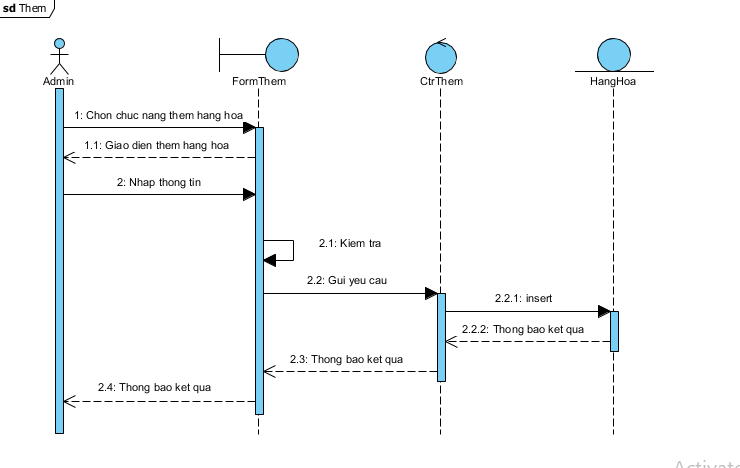 sd Them
Admin
FormThem
CtrThem
HangHoa
1: Chon chuc nang them hang hoa
1.1: Giao dien them hang hoa
2: Nhap thong tin
2.1: Kiem tra
2.2: Gui yeu cau
2.2.1: insert
2.2.2: Thong bao ket qua
2.3: Thong bao ket qua
2.4: Thong bao ket qua